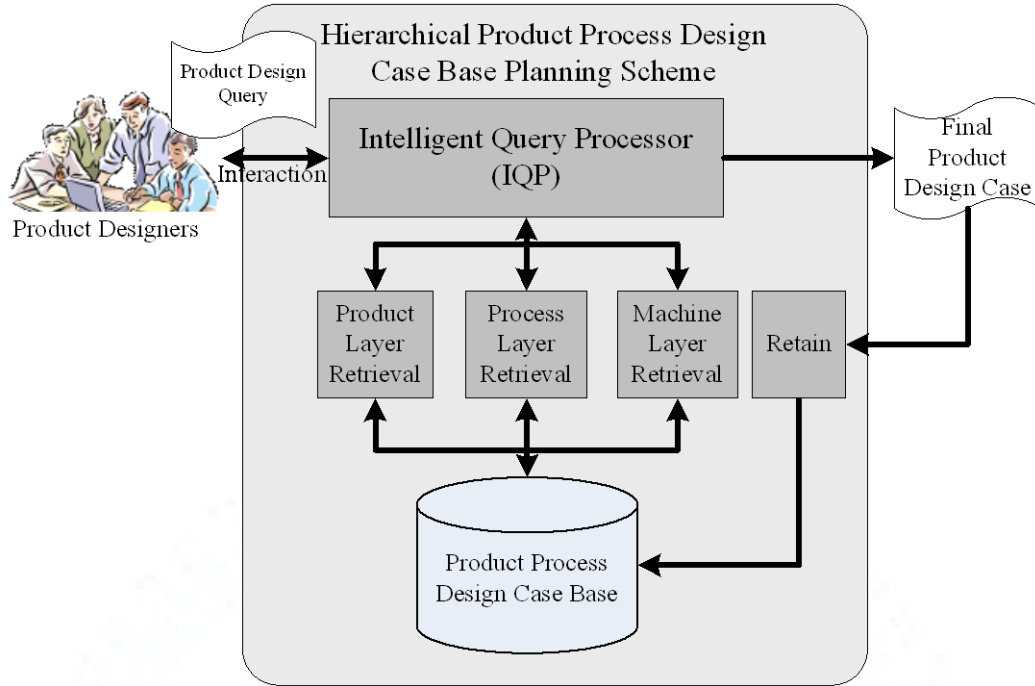 Hierarchical Product Process Design
Case Base Planning Scheme
Product Design
Query
Intelligent Query Processor
(IQP)
Interaction
Product Designers
Final
Product
Design Case
Product
Layer
Retrieval
Process
Layer
Retrieval
Machine
Layer
Retrieval
Retain
Product Process
Design Case Base